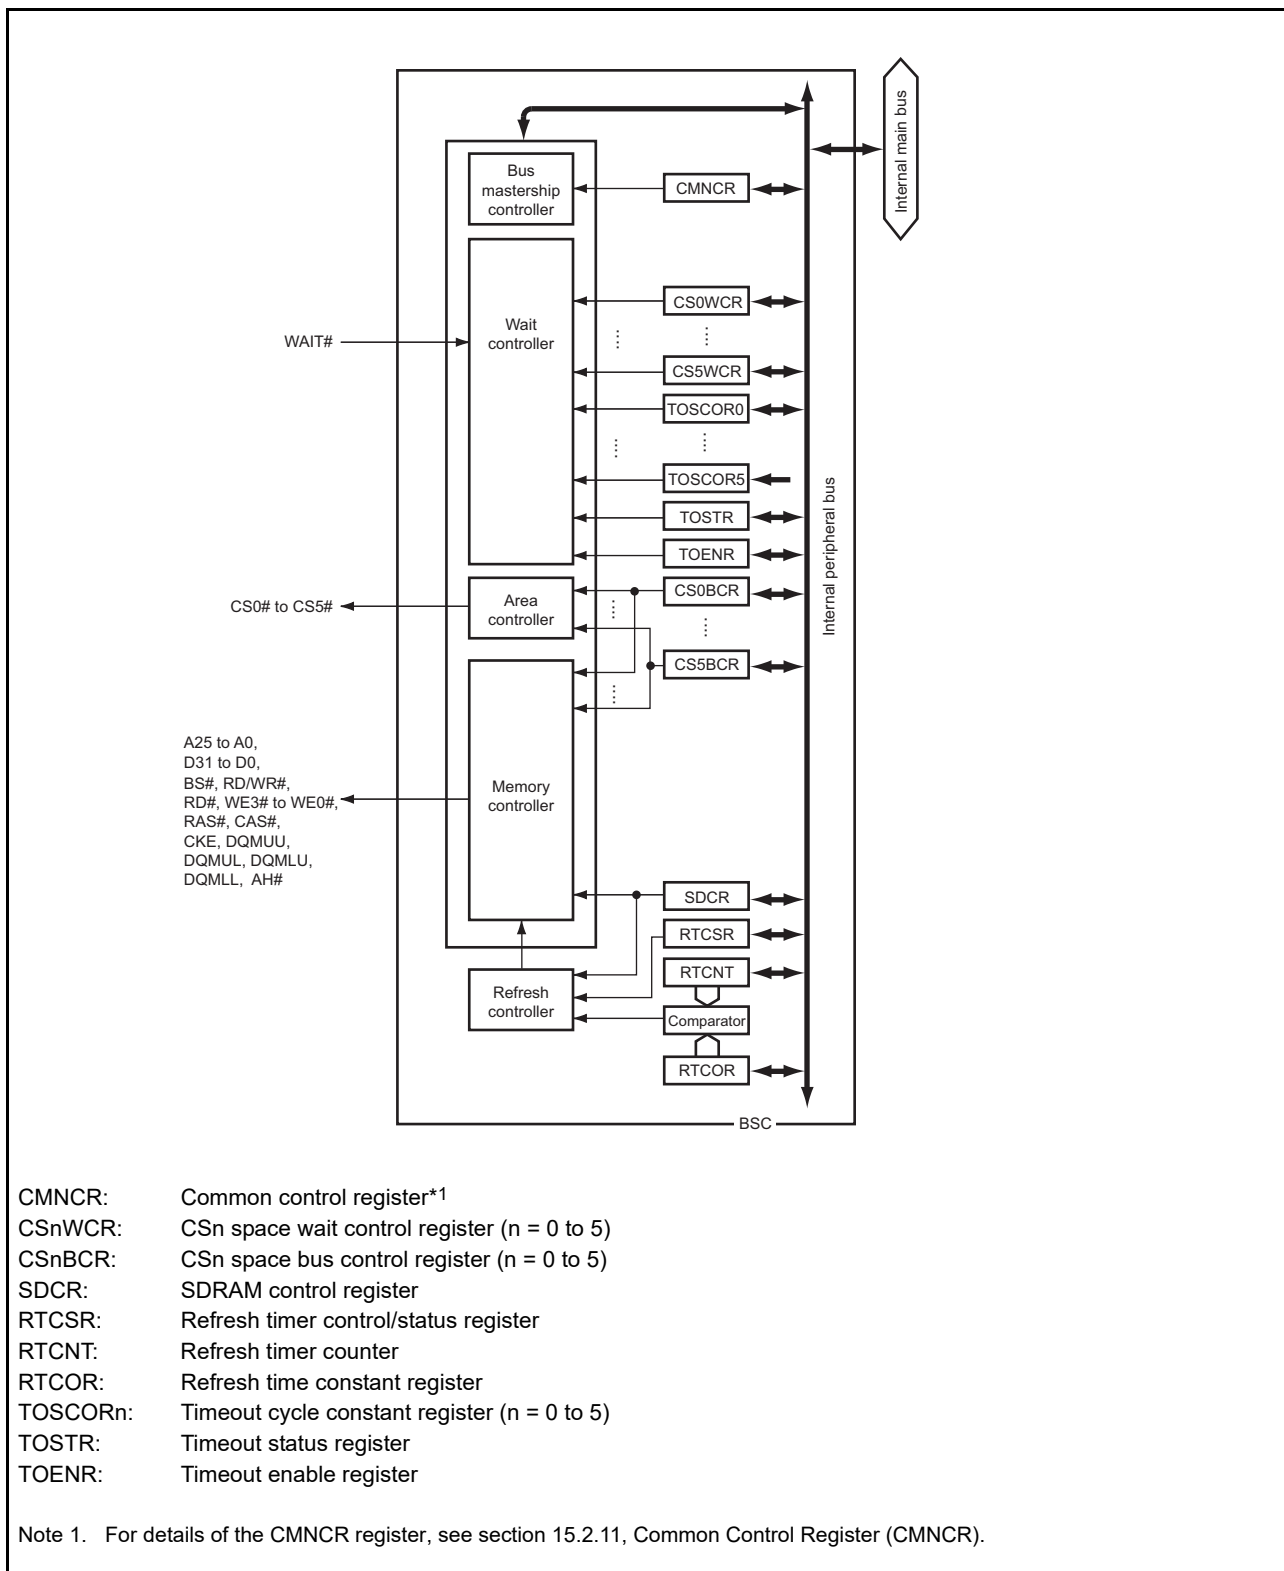 Internal main bus
Bus
mastership
controller
CMNCR
CS0WCR
Wait
controller
WAIT#
CS5WCR
TOSCOR0
TOSCOR5
TOSTR
TOENR
Internal peripheral bus
CS0# to CS5#
Area
controller
CS0BCR
CS5BCR
A25 to A0,
D31 to D0,
BS#, RD/WR#,
RD#, WE3# to WE0#,
RAS#, CAS#,
CKE, DQMUU,
DQMUL, DQMLU,
DQMLL, AH#
Memory
controller
SDCR
RTCSR
RTCNT
Refresh
controller
Comparator
RTCOR
BSC
CMNCR: Common control register*1
CSnWCR: CSn space wait control register (n = 0 to 5)
CSnBCR: CSn space bus control register (n = 0 to 5)
SDCR: SDRAM control register
RTCSR: Refresh timer control/status register
RTCNT: Refresh timer counter
RTCOR: Refresh time constant register
TOSCORn: Timeout cycle constant register (n = 0 to 5)
TOSTR: Timeout status register
TOENR: Timeout enable register
Note 1. For details of the CMNCR register, see section 15.2.11, Common Control Register (CMNCR).